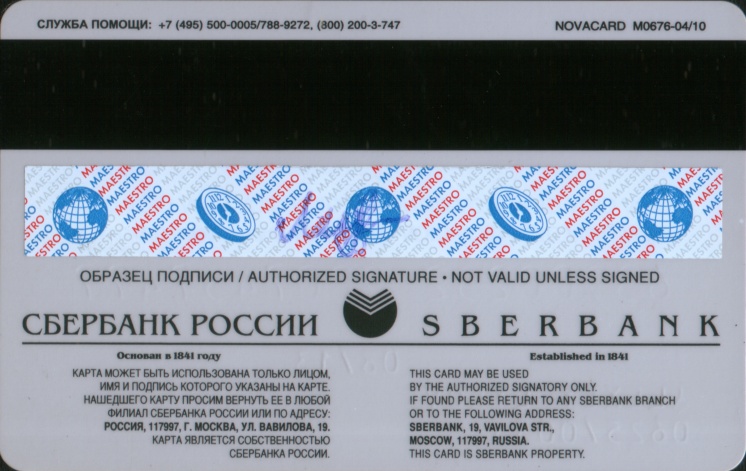 СЛУЖБА ПОМОЩИ: +7 (495) 500-0005/788-9272, (800) 200-3-747
NOVACARD M0676-04/10
MAESTRO
ОБРАЗЕЦ ПОДПИСИ / AUTHORIZED SIGNATURE • NOT VALID UNLESS SIGNED
СБЕРБАНК РОССИИ
SBERBANK
Основан в 1841 году
Established in 1841
КАРТА МОЖЕТ БЫТЬ ИСПОЛЬЗОВАНА ТОЛЬКО ЛИЦОМ,
ИМЯ И ПОДПИСЬ КОТОРОГО УКАЗАНЫ НА КАРТЕ.
НАШЕДШЕГО КАРТУ ПРОСИМ ВЕРНУТЬ ЕЕ В ЛЮБОЙ
ФИЛИАЛ СБЕРБАНКА РОССИИ ИЛИ ПО АДРЕСУ:
РОССИЯ, 117997, Г. МОСКВА, УЛ. ВАВИЛОВА, 19.
КАРТА ЯВЛЯЕТСЯ СОБСТВЕННОСТЬЮ
СБЕРБАНКА РОССИИ.
THIS CARD MAY BE USED
BY THE AUTHORIZED SIGNATORY ONLY.
IF FOUND PLEASE RETURN TO ANY SBERBANK BRANCH
OR TO THE FOLLOWING ADDRESS:
SBERBANK, 19, VAVILOVA STR.,
MOSCOW, 117997, RUSSIA.
THIS CARD IS SBERBANK PROPERTY.